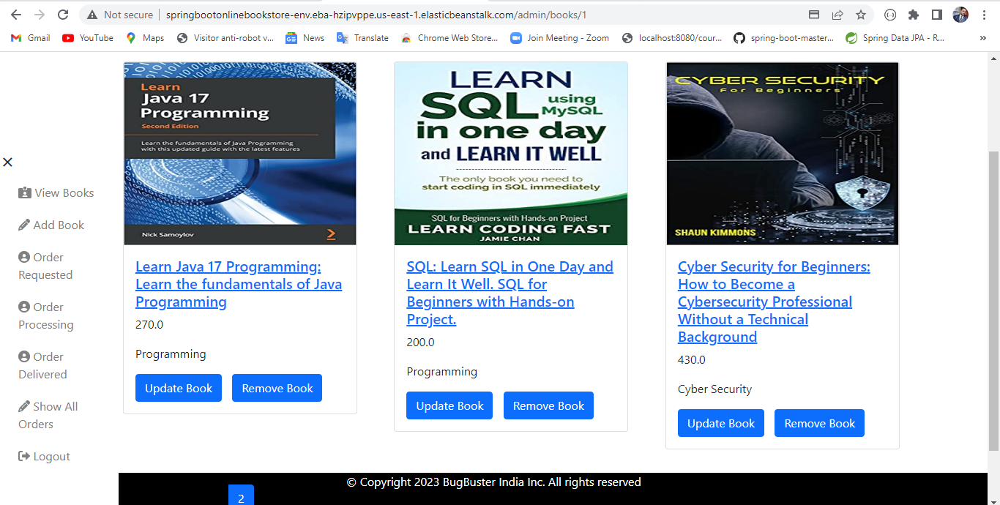 Not secure
springbootonlinebookstore-env.eba-hzipvppe.us-east-1.elasticbeanstalk.com/admin/books/1
Gmail
YouTube
Maps
Visitor anti-robot v...
News
Translate
Chrome Web Store...
Join Meeting - Zoom
localhost:8080/cour...
spring-boot-master...
Spring Data JPA - R...
»
View Books
Add Book
Order
Requested
Order
Processing
Order
Delivered
Show All
Orders
Logout
Learn
Java 17
Programming
Second Edition
Learn the fundamentals of Java Programming
with this updated guide with the latest features
Nick Samoylov
Learn Java 17 Programming:
Learn the fundamentals of Java
Programming
270.0
Programming
Update Book
Remove Book
LEARN
SQL using
MySQL
in one day
and LEARN IT WELL
The only book you need to
start coding in SQL immediately
SQL for Beginners with Hands-on Project
LEARN CODING FAST
JAMIE CHAN
SQL: Learn SQL in One Day and
Learn It Well. SQL for
Beginners with Hands-on
Project.
200.0
Programming
Update Book
Remove Book
CYBER SECURITY
For Beginners
SHAUN KIMMONS
Cyber Security for Beginners:
How to Become a
Cybersecurity Professional
Without a Technical
Background
430.0
Cyber Security
Update Book
Remove Book
© Copyright 2023 BugBuster India Inc. All rights reserved
2